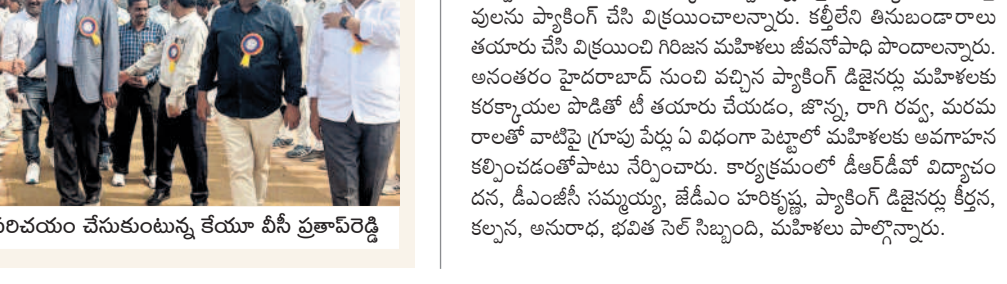 పరిచయం చేసుకుంటున్న కేయూ వీసీ ప్రతాప్‌రెడ్డి
వులను ప్యాకింగ్ చేసి విక్రయించాలన్నారు. కల్తీలేని తినుబండారాలు
తయారు చేసి విక్రయించి గిరిజన మహిళలు జీవనోపాధి పొందాలన్నారు.
అనంతరం హైదరాబాద్ నుంచి వచ్చిన ప్యాకింగ్ డిజైనర్లు మహిళలకు
కరక్కాయల పొడితో టీ తయారు చేయడం, జొన్న, రాగి రవ్వ, మరమ
రాలతో వాటిపై గ్రూపు పేర్లు ఏ విధంగా పెట్టాలో మహిళలకు అవగాహన
కల్పించడంతోపాటు నేర్పించారు. కార్యక్రమంలో డీఆర్‌డీవో విద్యాచం
దన, డీఎంజీసీ సమ్మయ్య, జేడీఎం హరికృష్ణ, ప్యాకింగ్ డిజైనర్లు కీర్తన,
కల్పన, అనురాధ, భవిత సెల్ సిబ్బంది, మహిళలు పాల్గొన్నారు.